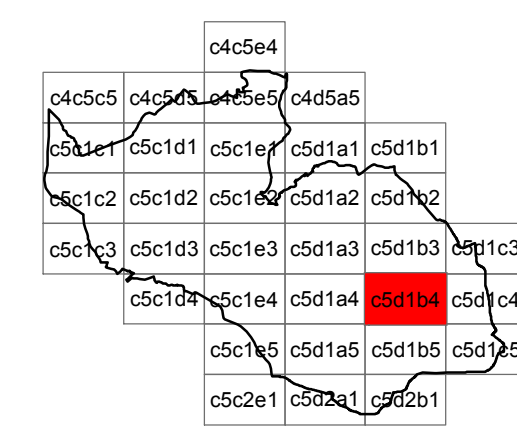 c4c5e4
c4c5c5 c4c5d5 c4c5e5 c4d5a5
c5c1c1 c5c1d1 c5c1e1 c5d1a1 c5d1b1
c5c1c2 c5c1d2 c5c1e2 c5d1a2 c5d1b2
c5c1c3 c5c1d3 c5c1e3 c5d1a3 c5d1b3 c5d1c3
c5c1d4 c5c1e4 c5d1a4 c5d1b4 c5d1c4
c5c1e5 c5d1a5 c5d1b5 c5d1c5
c5c2e1 c5d2a1 c5d2b1